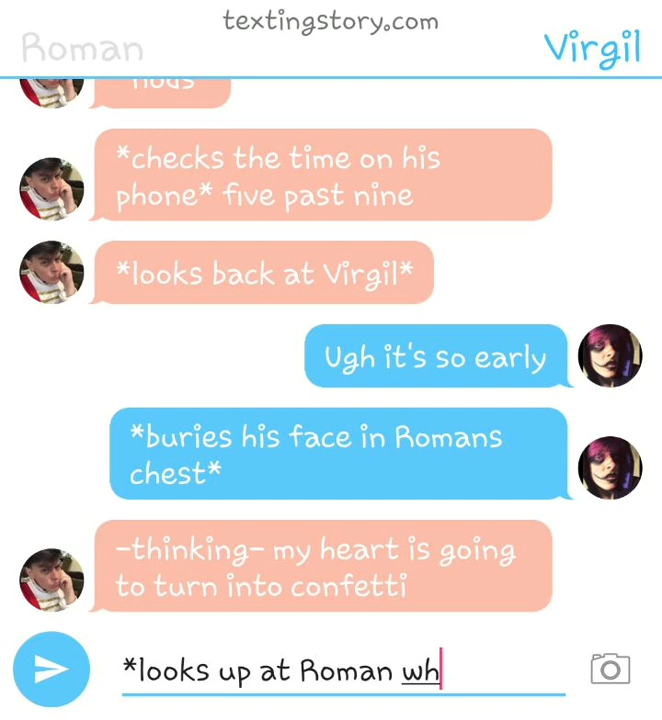 textingstory.com
Roman
Virgil
nods
*checks the time on his
phone* five past nine
*looks back at Virgil*
Ugh it's so early
*buries his face in Romans
chest*
-thinking- my heart is going
to turn into confetti
*looks up at Roman wh